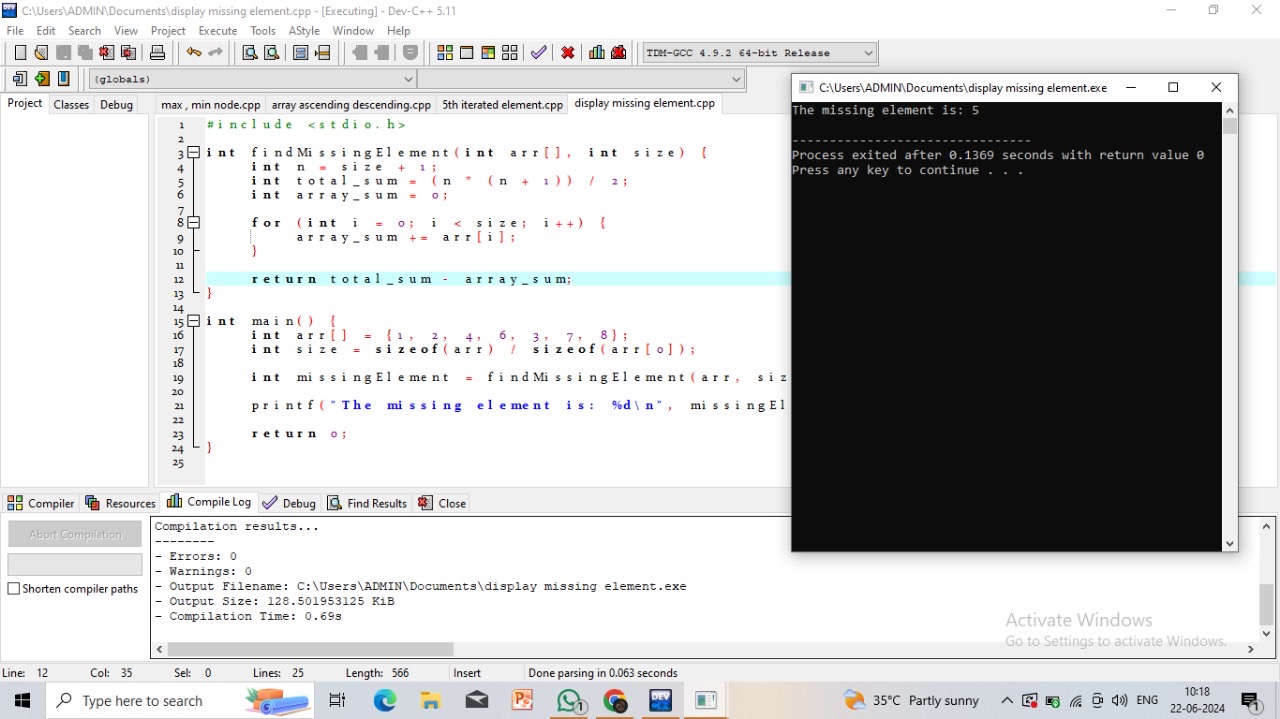 C:\Users\ADMIN\Documents\display missing element.cpp - [Executing] - Dev-C++ 5.11
File Edit Search View Project Execute Tools AStyle Window Help
TDM-GCC 4.9.2 64-bit Release
(globals)
Project Classes Debug
max , min node.cpp array ascending descending.cpp 5th iterated element.cpp display missing element.cpp
1 #include <stdio.h>
2
3 int findMissingElement(int arr[], int size) {
4 int n = size + 1;
5 int total_sum = (n * (n + 1)) / 2;
6 int array_sum = 0;
7
8 for (int i = 0; i < size; i++) {
9 array_sum += arr[i];
10 }
11
12 return total_sum - array_sum;
13 }
14
15 int main() {
16 int arr[] = {1, 2, 4, 6, 3, 7, 8};
17 int size = sizeof(arr) / sizeof(arr[0]);
18
19 int missingElement = findMissingElement(arr, siz
20
21 printf("The missing element is: %d\n", missingEl
22
23 return 0;
24 }
25
C:\Users\ADMIN\Documents\display missing element.exe
The missing element is: 5
--------------------------------
Process exited after 0.1369 seconds with return value 0
Press any key to continue . . .
Compiler Resources Compile Log Debug Find Results Close
Abort Compilation
Shorten compiler paths
Compilation results...
--------
- Errors: 0
- Warnings: 0
- Output Filename: C:\Users\ADMIN\Documents\display missing element.exe
- Output Size: 128.501953125 KiB
- Compilation Time: 0.69s
Activate Windows
Go to Settings to activate Windows.
Line: 12 Col: 35 Sel: 0 Lines: 25 Length: 566 Insert Done parsing in 0.063 seconds
Type here to search
35°C Partly sunny
ENG
10:18
22-06-2024